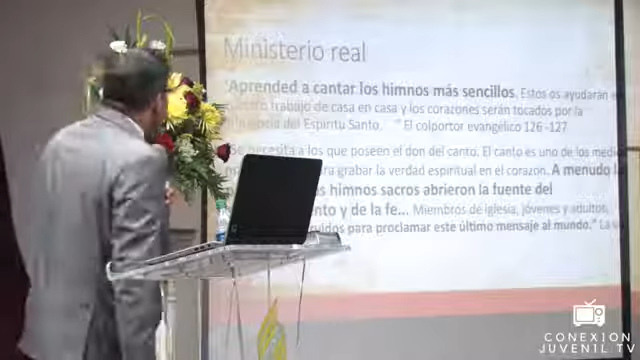 Ministerio real
"Aprended a cantar los himnos más sencillos. Estos os ayudarán
trabajo de casa en casa y los corazones serán tocados por la
del Espíritu Santo. ..." El colportor evangélico 126 -127
"Se necesita a los que poseen el don del canto. El canto es uno de los medios
para grabar la verdad espiritual en el corazón. A menudo
himnos sacros abrieron la fuente del
y de la fe... Miembros de iglesia, jóvenes y adultos,
para proclamar este último mensaje al mundo." La
CONEXION
JUVENIL TV